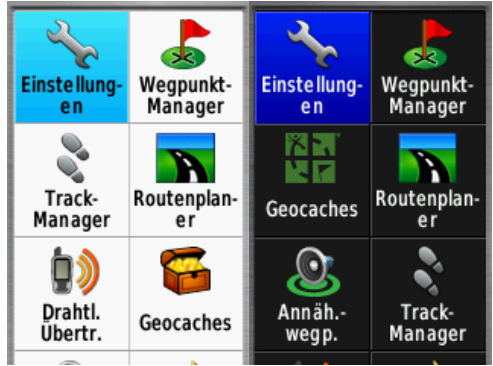 Einstellung-
en
Wegpunkt-
Manager
Track-
Manager
Routenplan-
er
Drahtl.
Übertr.
Geocaches
Einstellung-
en
Wegpunkt-
Manager
Geocaches
Routenplan-
er
Annäh.-
wegp.
Track-
Manager